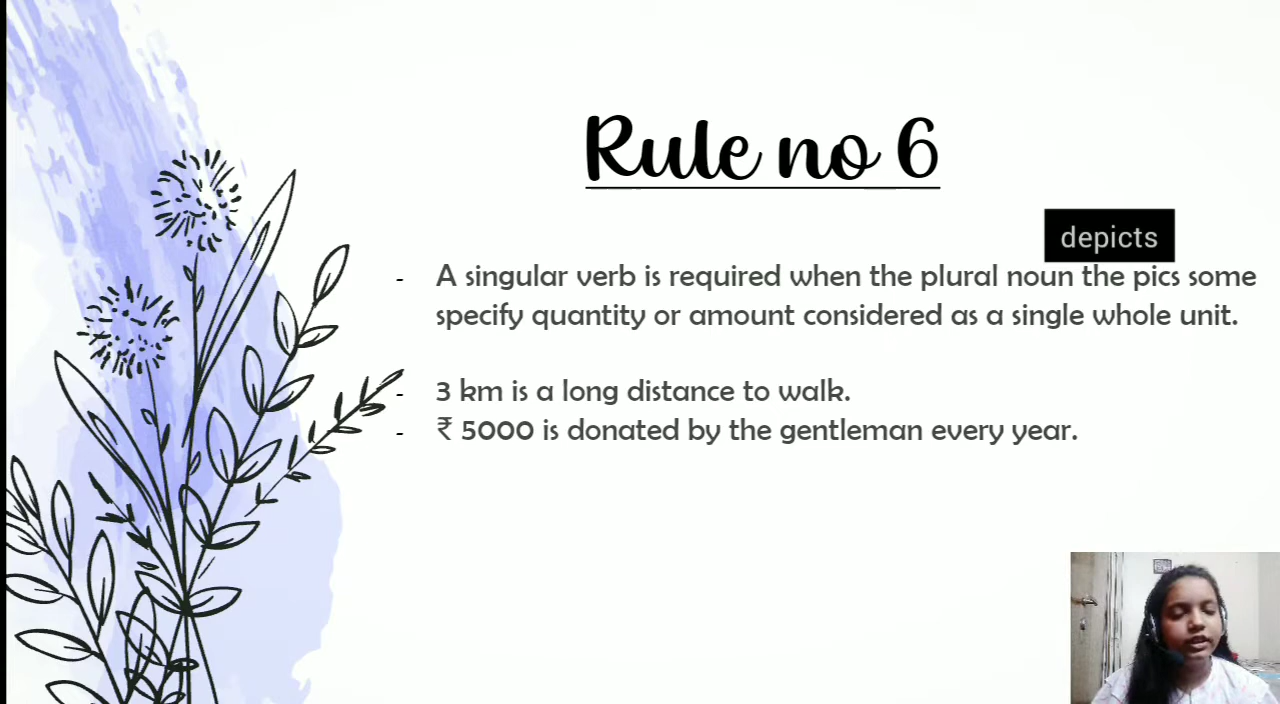 Rule no 6
depicts
- A singular verb is required when the plural noun the pics some
specify quantity or amount considered as a single whole unit.
- 3 km is a long distance to walk.
- ₹ 5000 is donated by the gentleman every year.